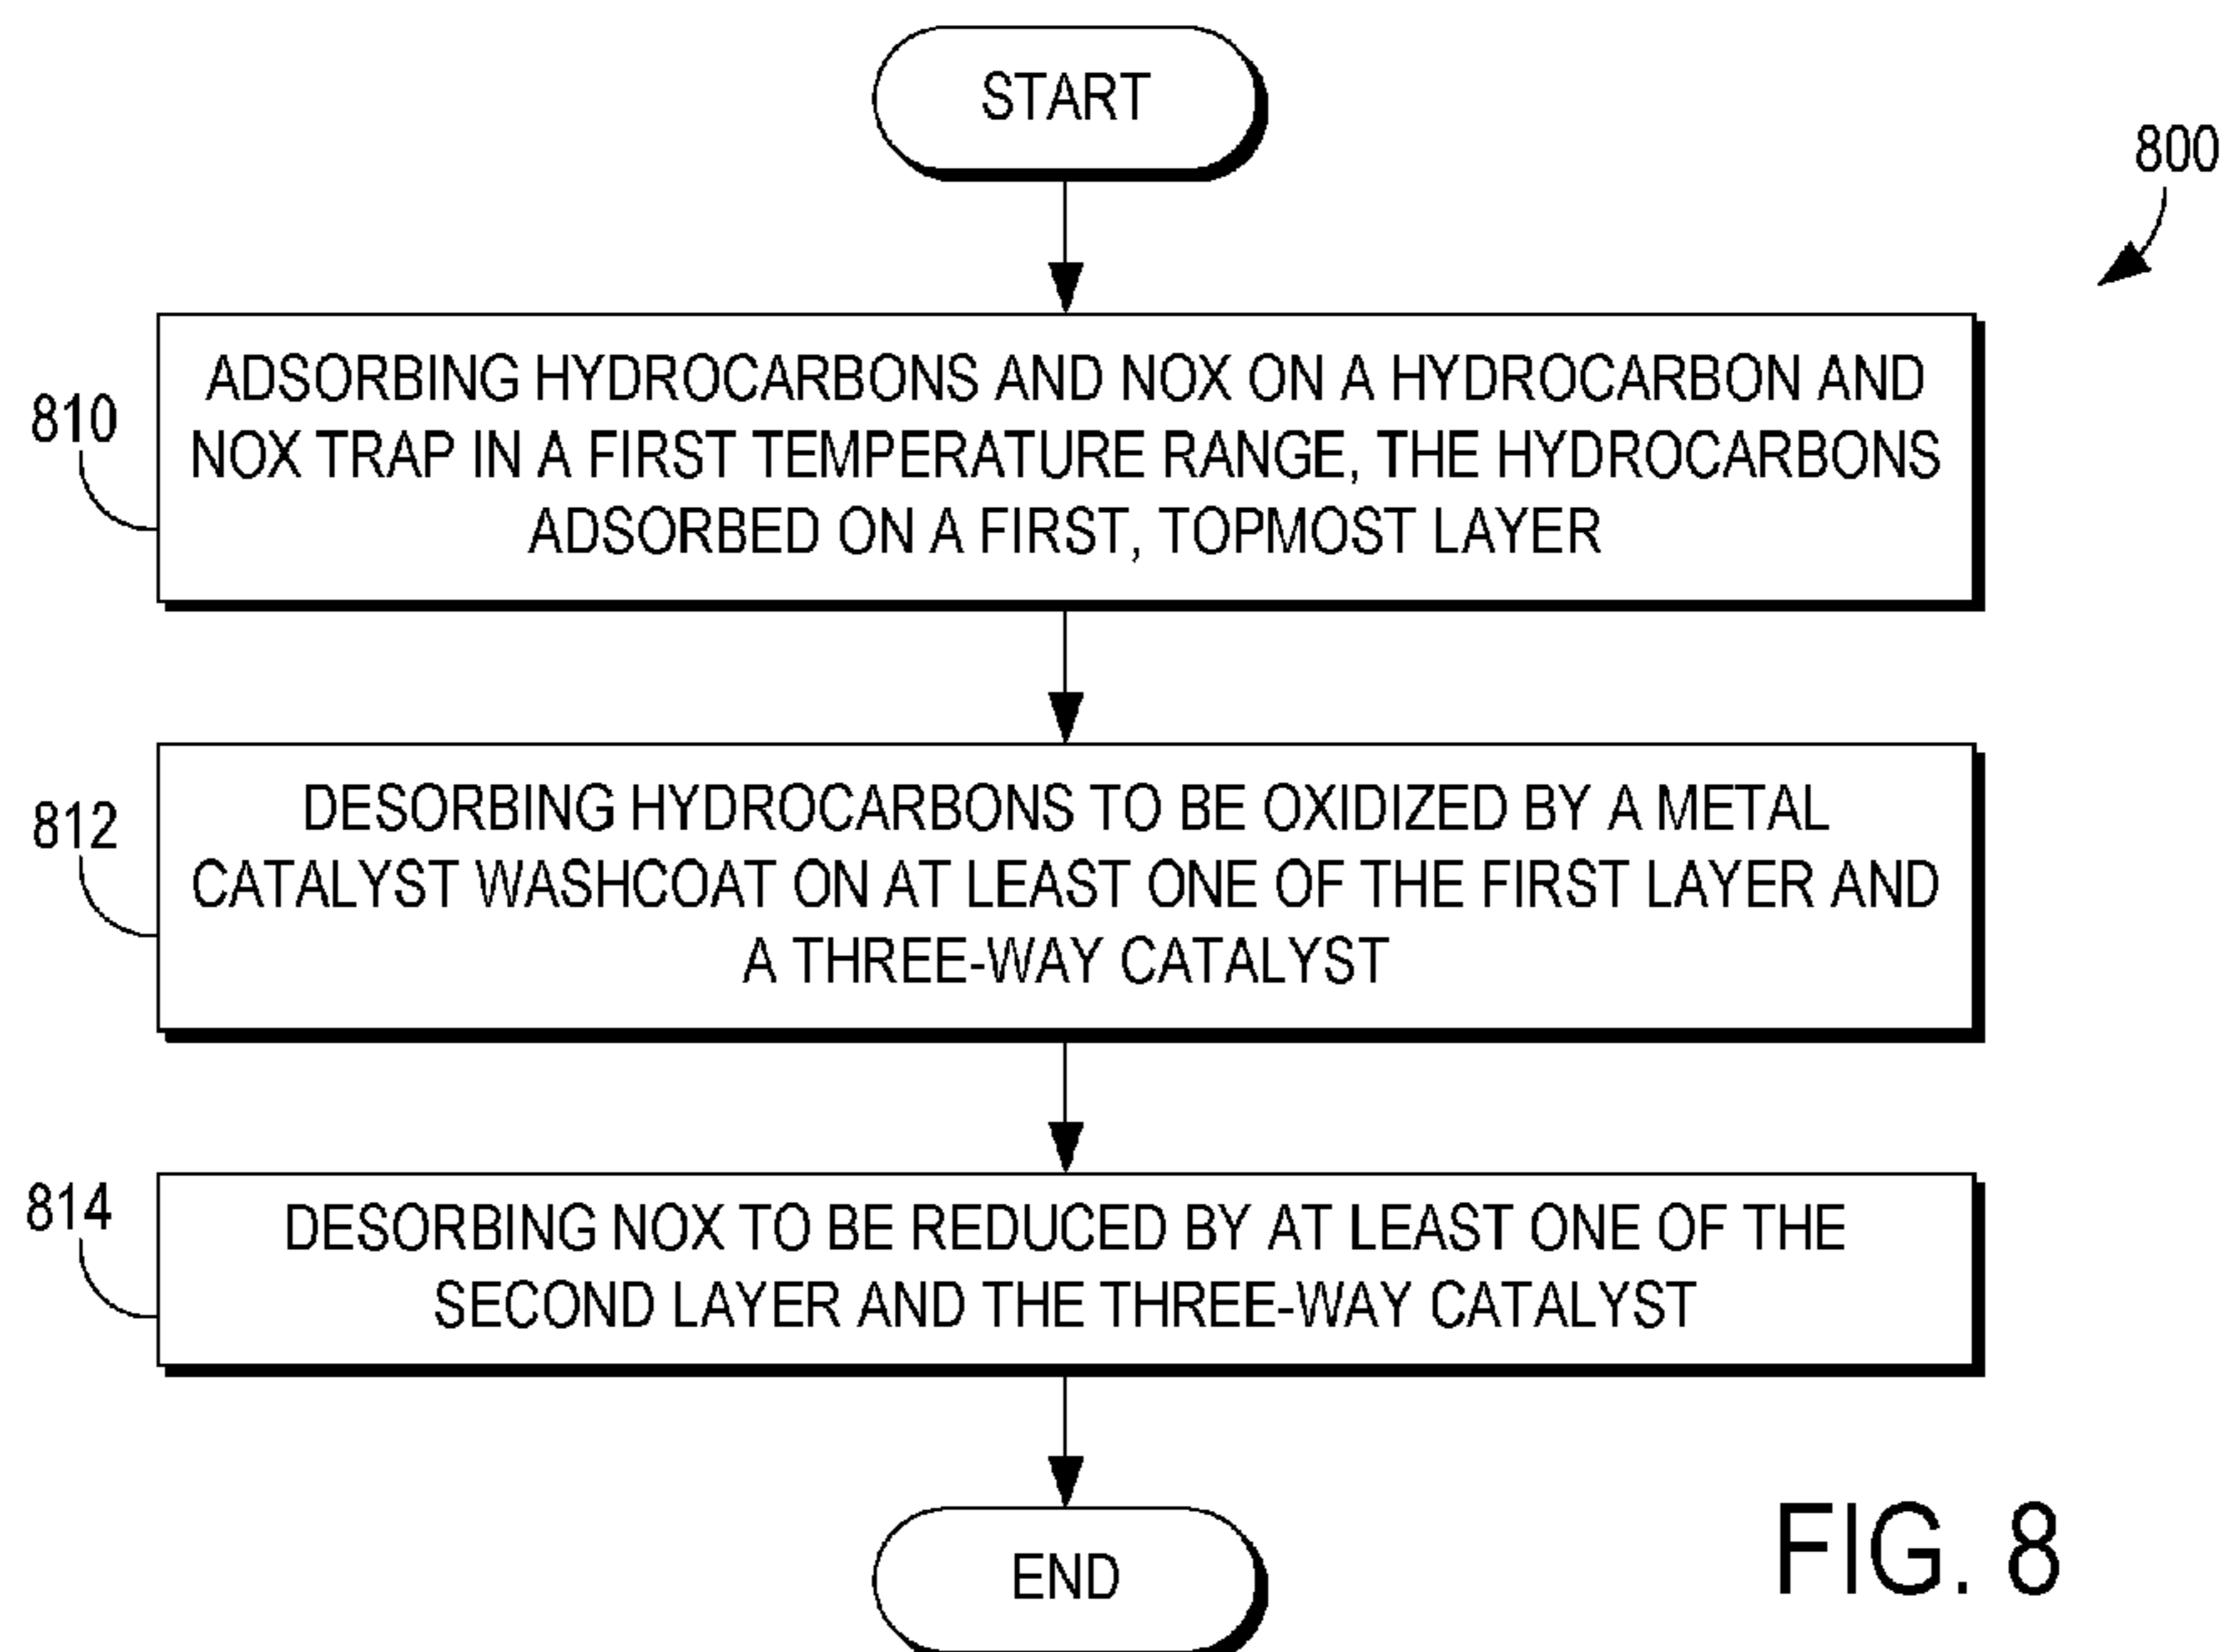 START
800
810
ADSORBING HYDROCARBONS AND NOX ON A HYDROCARBON AND
NOX TRAP IN A FIRST TEMPERATURE RANGE, THE HYDROCARBONS
ADSORBED ON A FIRST, TOPMOST LAYER
812
DESORBING HYDROCARBONS TO BE OXIDIZED BY A METAL
CATALYST WASHCOAT ON AT LEAST ONE OF THE FIRST LAYER AND
A THREE-WAY CATALYST
814
DESORBING NOX TO BE REDUCED BY AT LEAST ONE OF THE
SECOND LAYER AND THE THREE-WAY CATALYST
END
FIG. 8